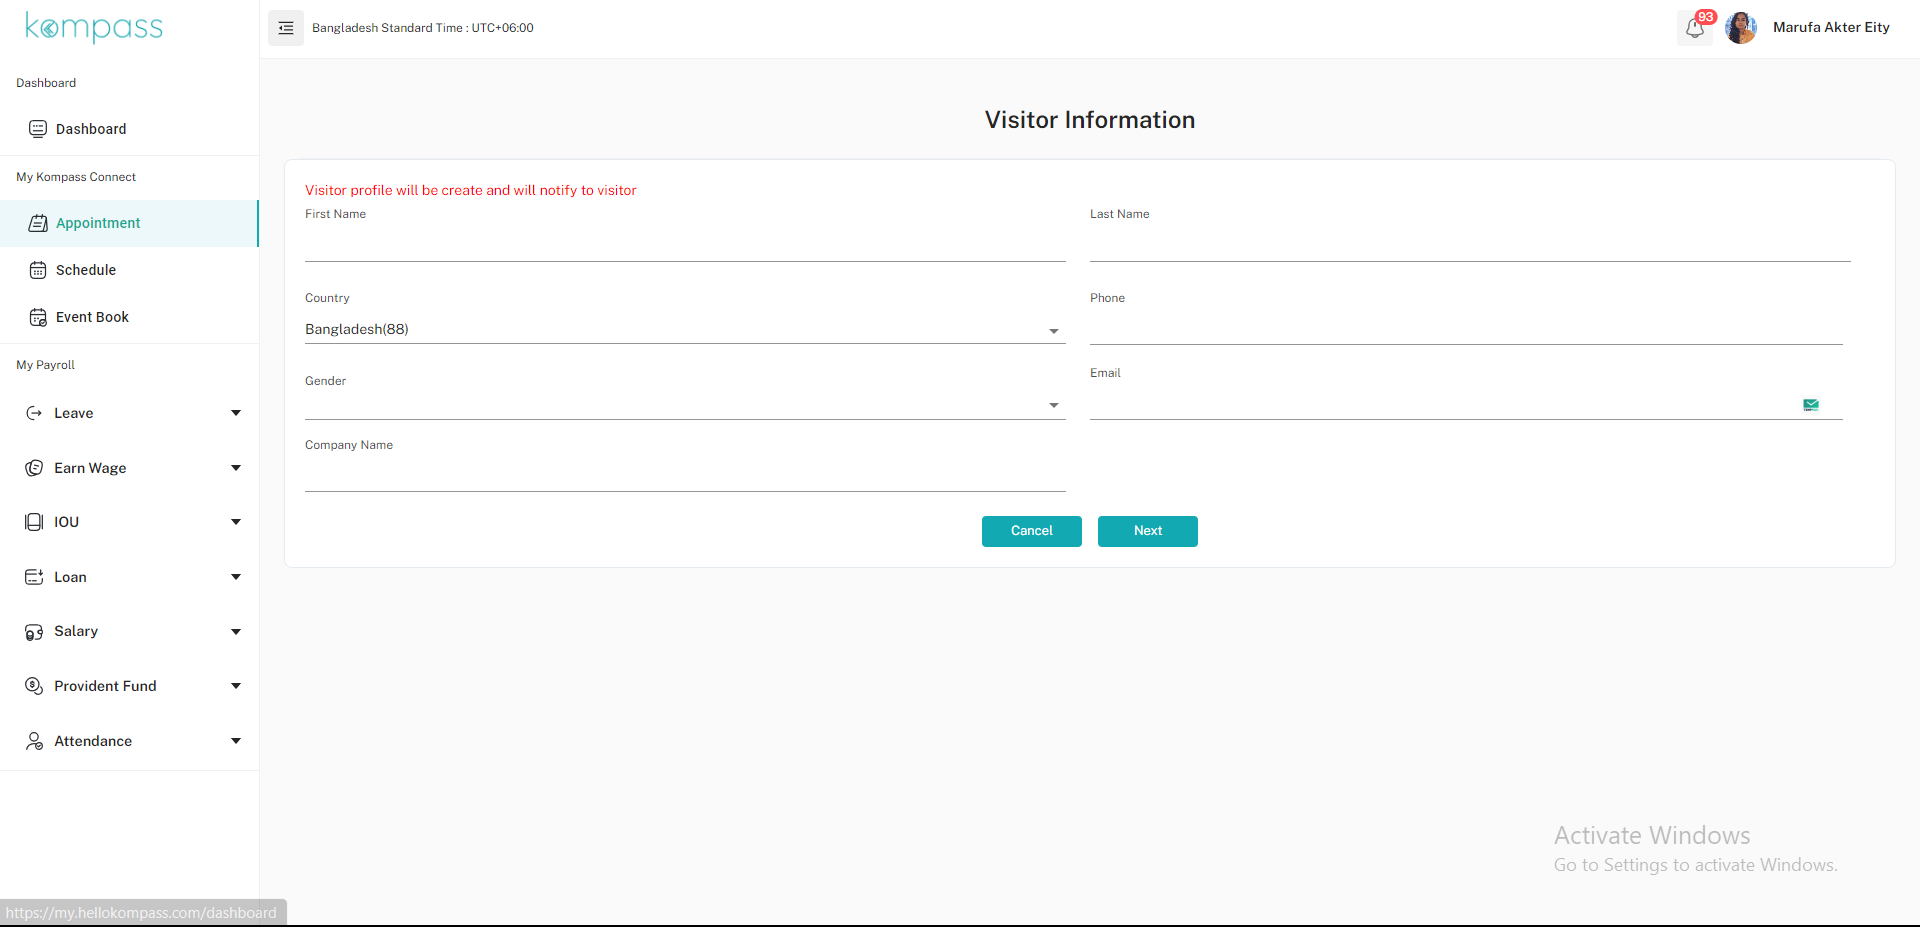 kompass
Bangladesh Standard Time : UTC+06:00
93
Marufa Akter Eity
Dashboard
Dashboard
My Kompass Connect
Appointment
Schedule
Event Book
My Payroll
Leave
Earn Wage
IOU
Loan
Salary
Provident Fund
Attendance
Visitor Information
Visitor profile will be create and will notify to visitor
First Name
Last Name
Country
Phone
Bangladesh(88)
Gender
Email
Company Name
Cancel
Next
Activate Windows
Go to Settings to activate Windows.
https://my.hellokompass.com/dashboard